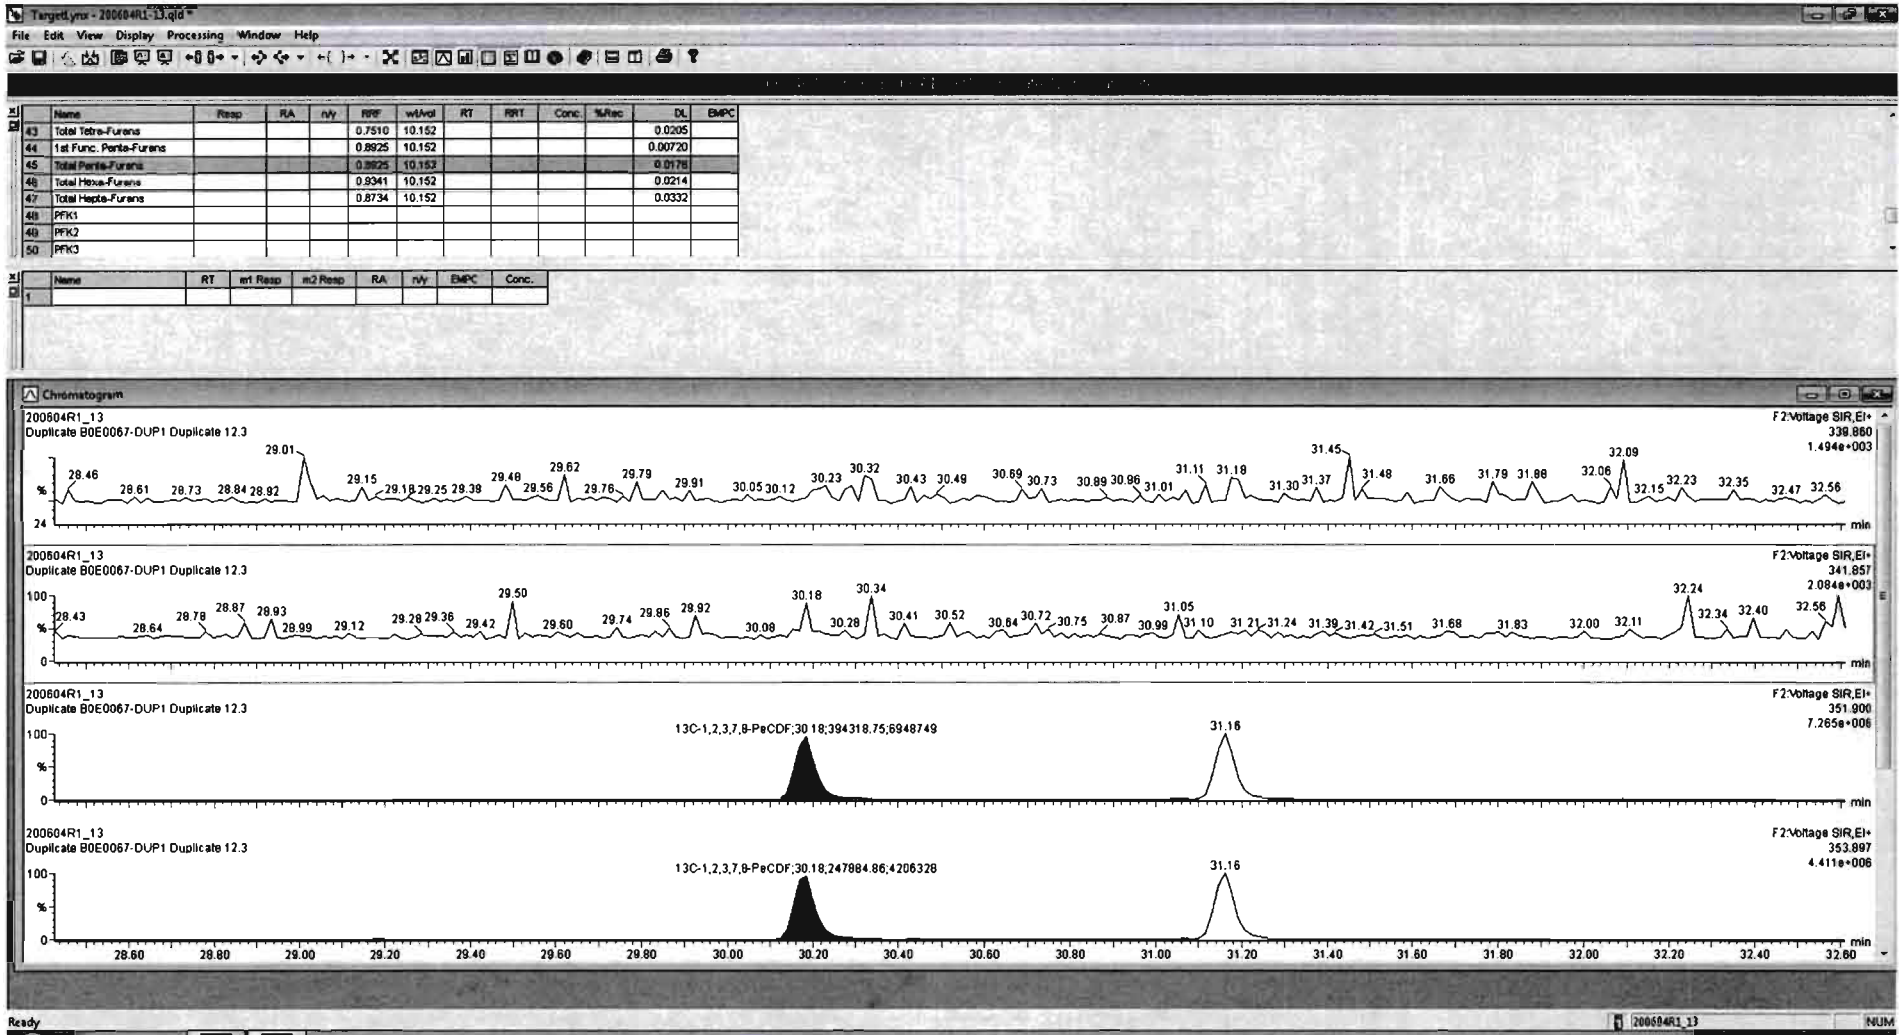 TargetLynx - 200604R1-13.qld *
File Edit View Display Processing Window Help
Name Resp RA n/y RRF wt/vol RT RRT Conc. %Rec DL EMPC
43 Total Tetra-Furans 0.7510 10.152 0.0205
44 1st Func. Penta-Furans 0.8925 10.152 0.00720
45 Total Penta-Furans 0.8925 10.152 0.0176
46 Total Hexa-Furans 0.9341 10.152 0.0214
47 Total Hepta-Furans 0.8734 10.152 0.0332
48 PFK1
49 PFK2
50 PFK3
Name RT m1 Resp m2 Resp RA n/y EMPC Conc.
1
Chromatogram
200604R1_13 F2:Voltage SIR,EI+
Duplicate B0E0067-DUP1 Duplicate 12.3 339.860
1.494e+003
28.46 28.61 28.73 28.84 28.92 29.01 29.15 29.18 29.25 29.39 29.48 29.56 29.62 29.76 29.79 29.91 30.05 30.12 30.23 30.32 30.43 30.49 30.69 30.73 30.89 30.96 31.01 31.11 31.18 31.30 31.37 31.45 31.48 31.66 31.79 31.88 32.06 32.09 32.15 32.23 32.35 32.47 32.56
%
24 min
200604R1_13 F2:Voltage SIR,EI+
Duplicate B0E0067-DUP1 Duplicate 12.3 341.857
2.084e+003
100
28.43 28.64 28.78 28.87 28.93 28.99 29.12 29.28 29.36 29.42 29.50 29.60 29.74 29.86 29.92 30.08 30.18 30.28 30.34 30.41 30.52 30.64 30.72 30.75 30.87 30.99 31.05 31.10 31.21 31.24 31.39 31.42 31.51 31.68 31.83 32.00 32.11 32.24 32.34 32.40 32.56
%
0 min
200604R1_13 F2:Voltage SIR,EI+
Duplicate B0E0067-DUP1 Duplicate 12.3 351.900
7.265e+006
100 13C-1,2,3,7,8-PeCDF;30.18;394318.75;6948749 31.16
%
0 min
200604R1_13 F2:Voltage SIR,EI+
Duplicate B0E0067-DUP1 Duplicate 12.3 353.897
4.411e+006
100 13C-1,2,3,7,8-PeCDF;30.18;247884.86;4206328 31.16
%
0 min
28.60 28.80 29.00 29.20 29.40 29.60 29.80 30.00 30.20 30.40 30.60 30.80 31.00 31.20 31.40 31.60 31.80 32.00 32.20 32.40 32.60
Ready 200604R1_13 NUM